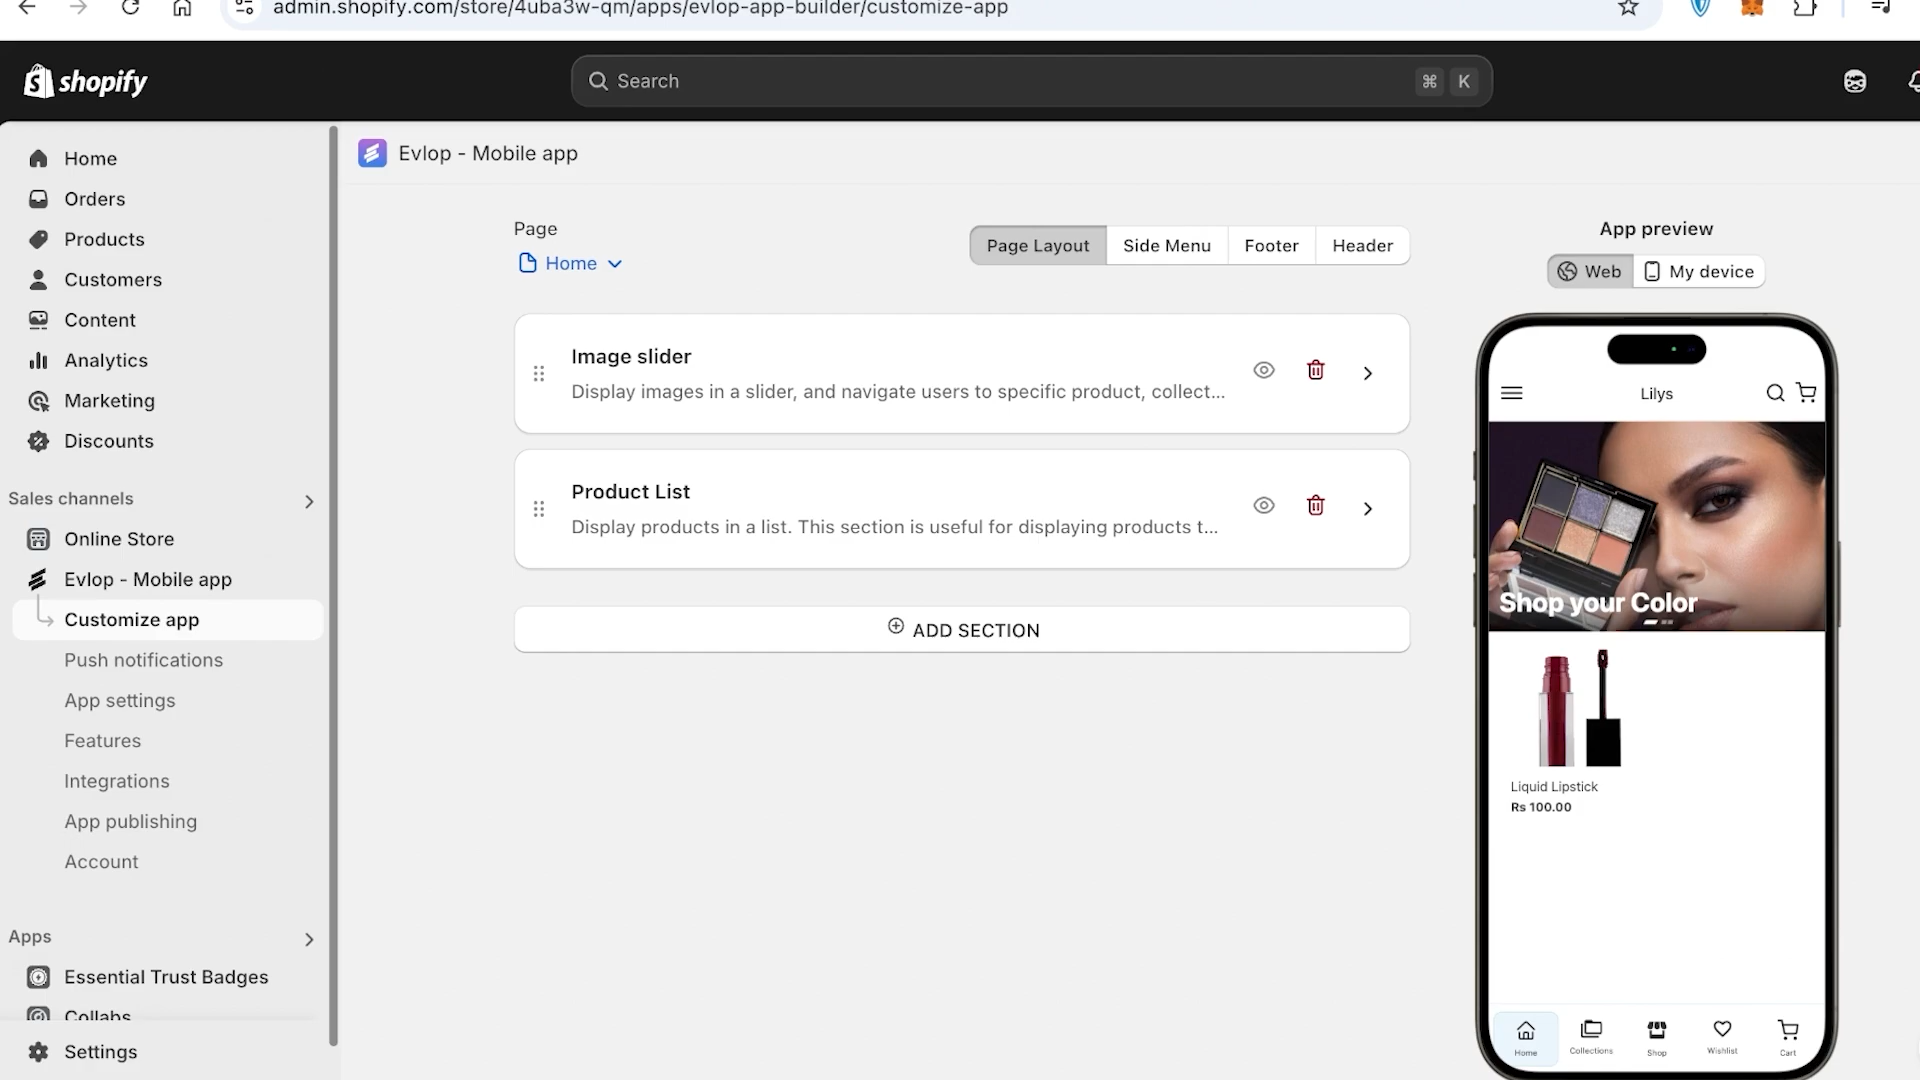 admin.shopify.com/store/4uba3w-qm/apps/evlop-app-builder/customize-app
shopify
Search
⌘ K
Home
Orders
Products
Customers
Content
Analytics
Marketing
Discounts
Sales channels
Online Store
Evlop - Mobile app
Customize app
Push notifications
App settings
Features
Integrations
App publishing
Account
Apps
Essential Trust Badges
Collabs
Settings
Evlop - Mobile app
Page
Home
Page Layout
Side Menu
Footer
Header
Image slider
Display images in a slider, and navigate users to specific product, collect...
Product List
Display products in a list. This section is useful for displaying products t...
ADD SECTION
App preview
Web
My device
Lilys
Shop your Color
Liquid Lipstick
Rs 100.00
Home
Collections
Shop
Wishlist
Cart